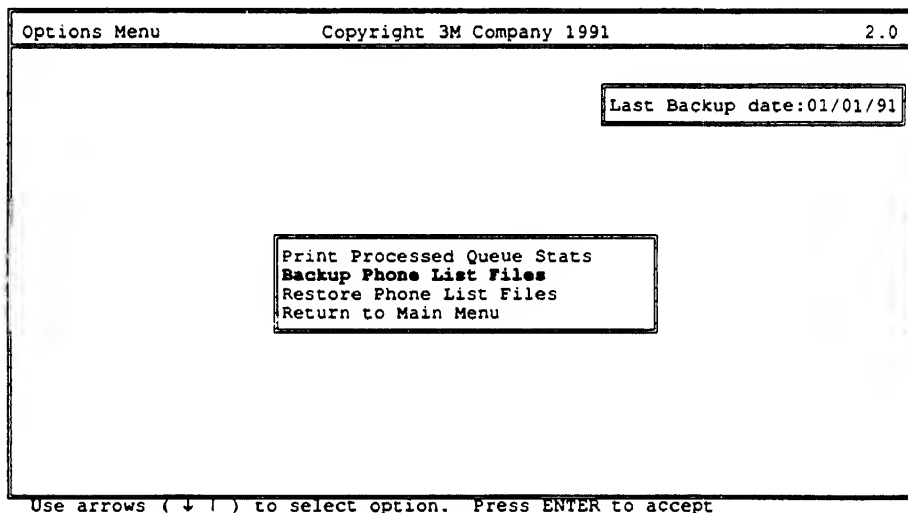 Options Menu Copyright 3M Company 1991 2.0
Last Backup date:01/01/91
Print Processed Queue Stats
Backup Phone List Files
Restore Phone List Files
Return to Main Menu
Use arrows ( ↓ ↑ ) to select option. Press ENTER to accept